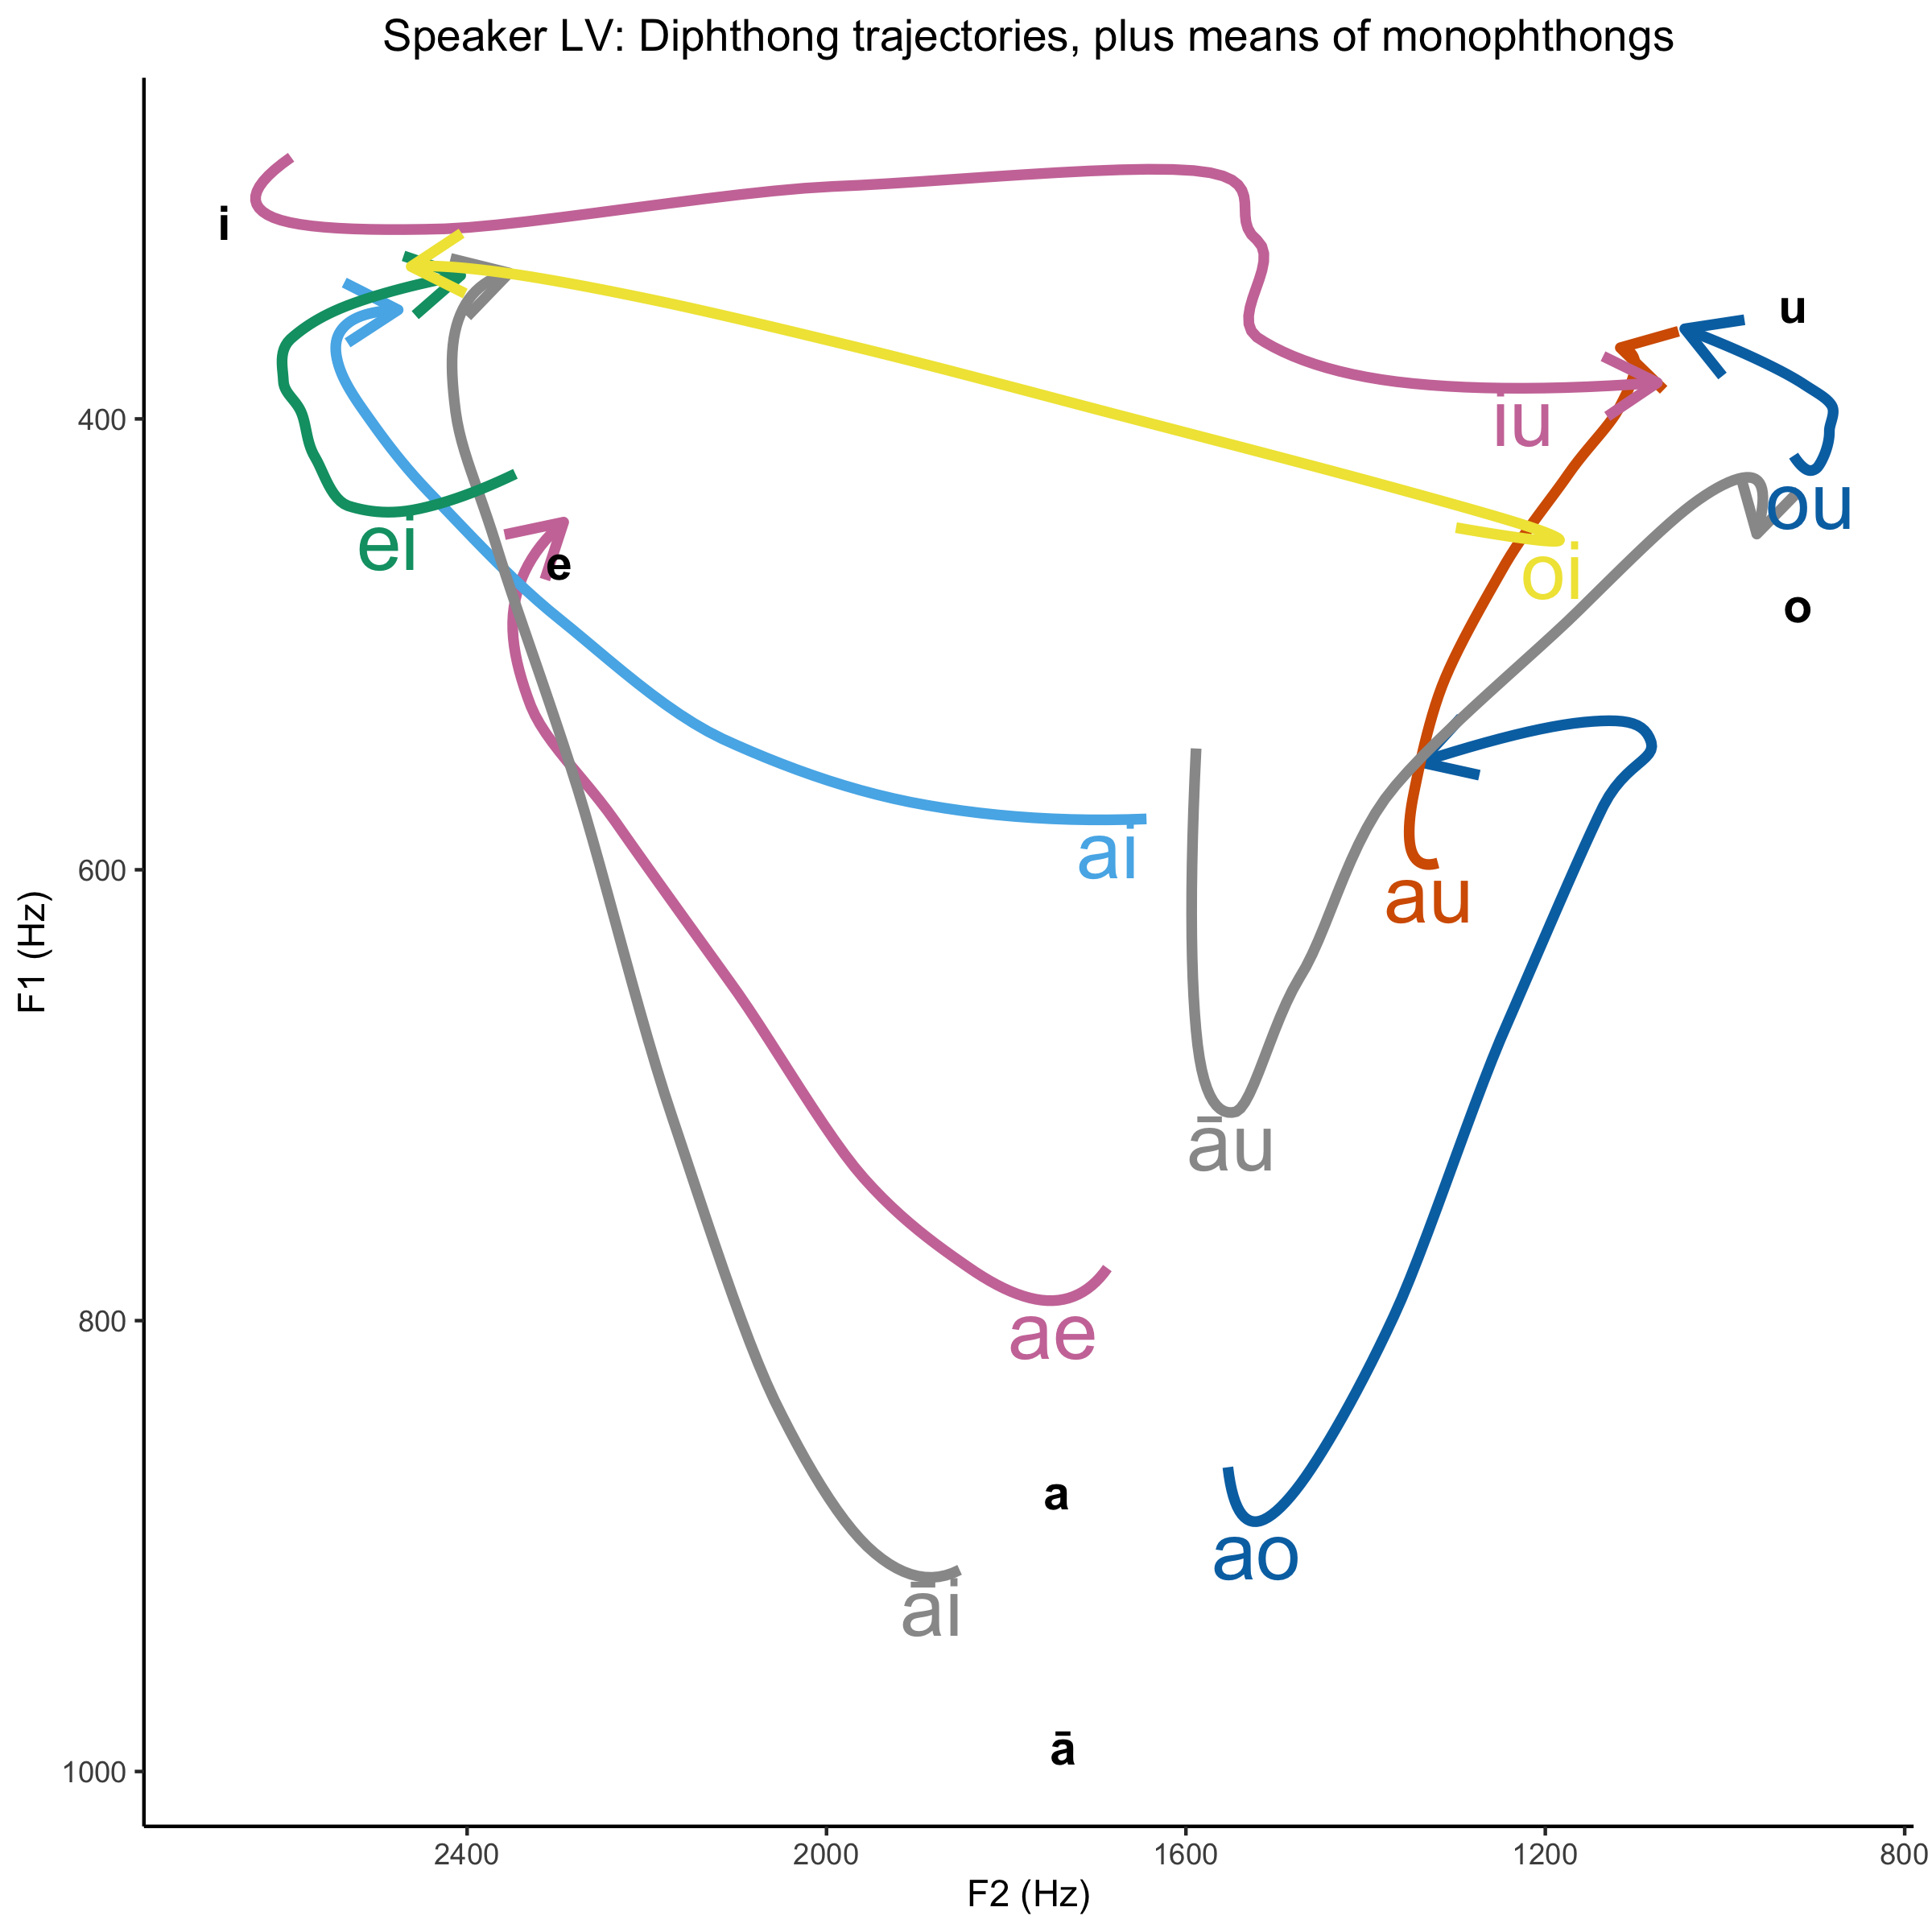 Speaker LV: Diphthong trajectories, plus means of monophthongs
i
u
iu
400
ou
ei
e
oi
o
ai
600
au
F1 (Hz)
āu
800
ae
a
ao
āi
ā
1000
2400 2000 1600 1200 800
F2 (Hz)